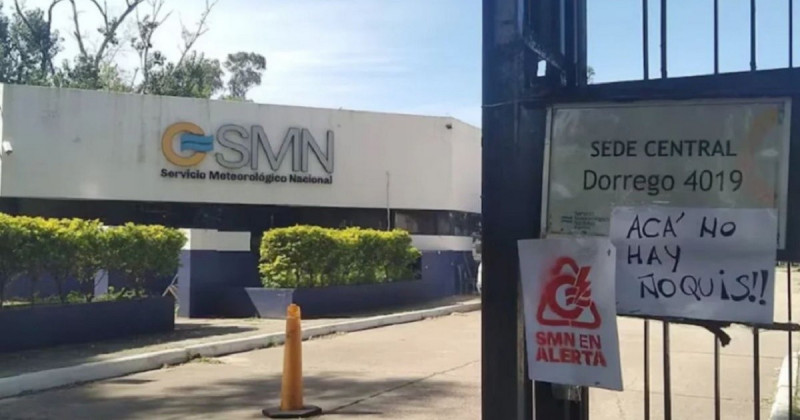 SMN
Servicio Meteorológico Nacional
SEDE CENTRAL
Dorrego 4019
ACÁ NO
HAY
ÑOQUIS!!
SMN EN
ALERTA